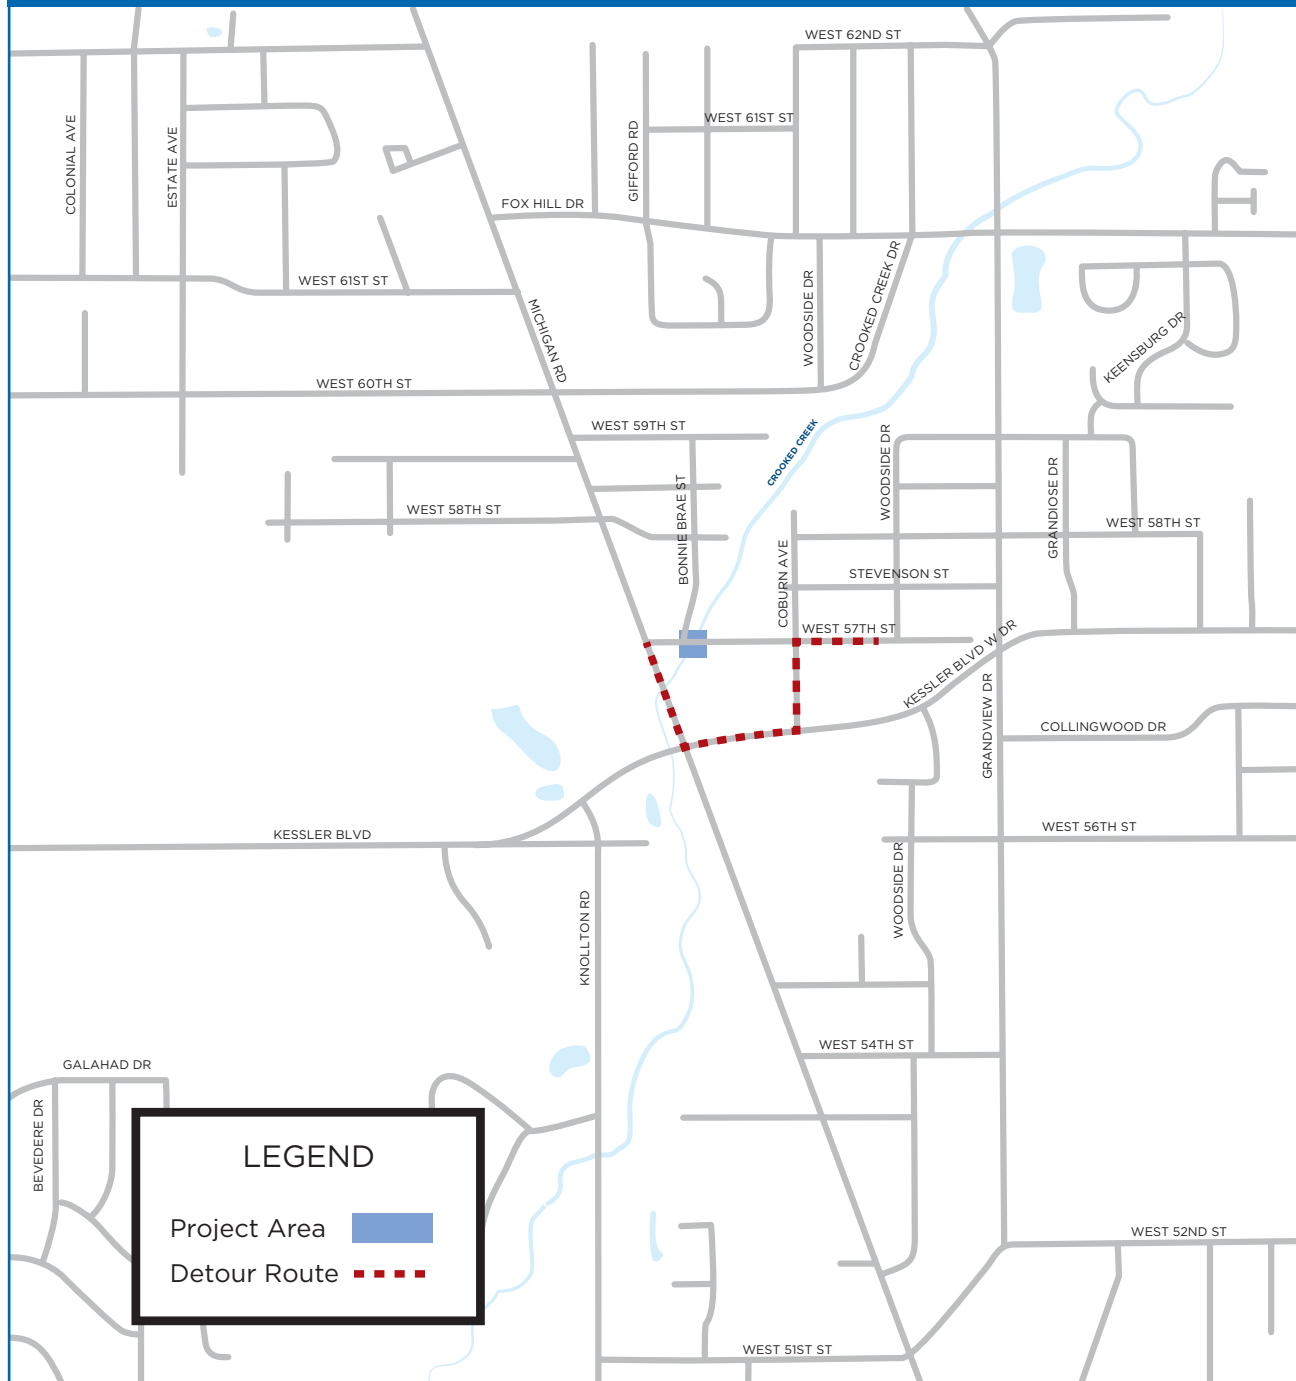 WEST 62ND ST
WEST 61ST ST
COLONIAL AVE
ESTATE AVE
GIFFORD RD
FOX HILL DR
WEST 61ST ST
MICHIGAN RD
WOODSIDE DR
CROOKED CREEK DR
KEENSBURG DR
WEST 60TH ST
WEST 59TH ST
CROOKED CREEK
WOODSIDE DR
GRANDIOSE DR
WEST 58TH ST
BONNIE BRAE ST
WEST 58TH ST
COBURN AVE
STEVENSON ST
WEST 57TH ST
KESSLER BLVD W DR
GRANDVIEW DR
COLLINGWOOD DR
KESSLER BLVD
WEST 56TH ST
WOODSIDE DR
KNOLLTON RD
WEST 54TH ST
GALAHAD DR
BEVEDERE DR
LEGEND
Project Area
Detour Route
WEST 52ND ST
WEST 51ST ST